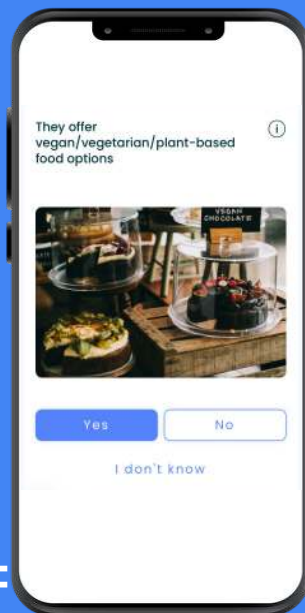 They offer
vegan/vegetarian/plant-based
food options
VEGAN
CHOCOLATE
Yes
No
I don't know